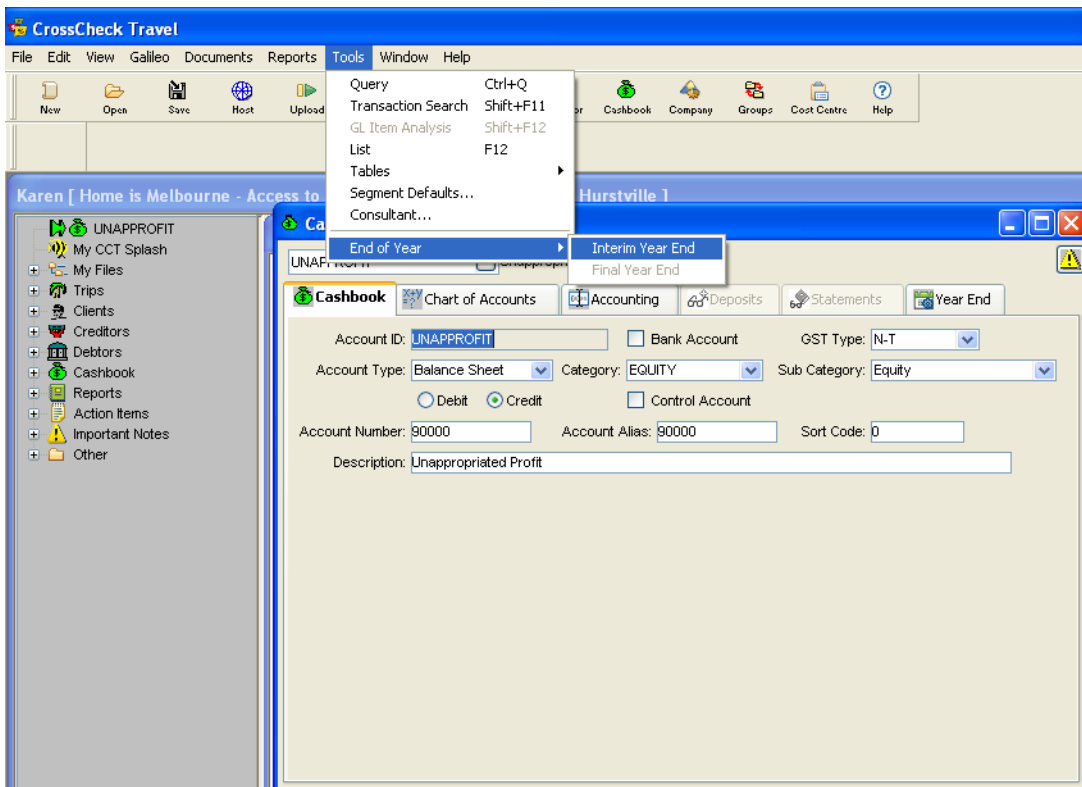 CrossCheck Travel
File Edit View Galileo Documents Reports Tools Window Help
New Open Save Host Upload Cashbook Company Groups Cost Centre Help
Query Ctrl+Q
Transaction Search Shift+F11
GL Item Analysis Shift+F12
List F12
Tables
Segment Defaults...
Consultant...
End of Year
Interim Year End
Final Year End
Karen [ Home is Melbourne - Access to Hurstville ]
UNAPPROFIT
My CCT Splash
My Files
Trips
Clients
Creditors
Debtors
Cashbook
Reports
Action Items
Important Notes
Other
Cashbook Chart of Accounts Accounting Deposits Statements Year End
Account ID: UNAPPROFIT Bank Account GST Type: N-T
Account Type: Balance Sheet Category: EQUITY Sub Category: Equity
Debit Credit Control Account
Account Number: 90000 Account Alias: 90000 Sort Code: 0
Description: Unappropriated Profit